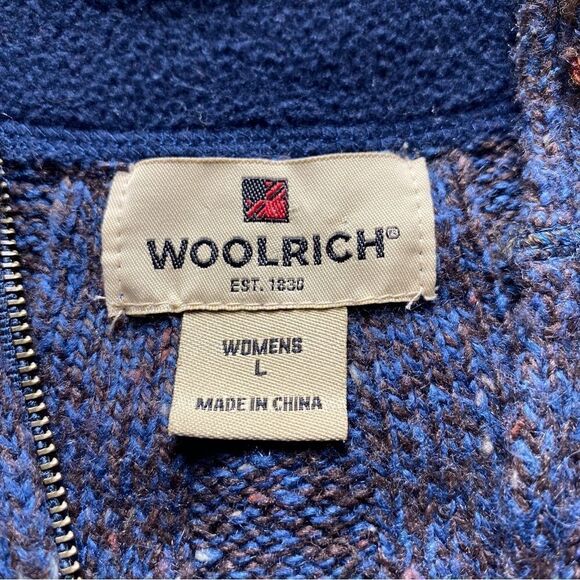 WOOLRICH®
EST. 1830
WOMENS
L
MADE IN CHINA